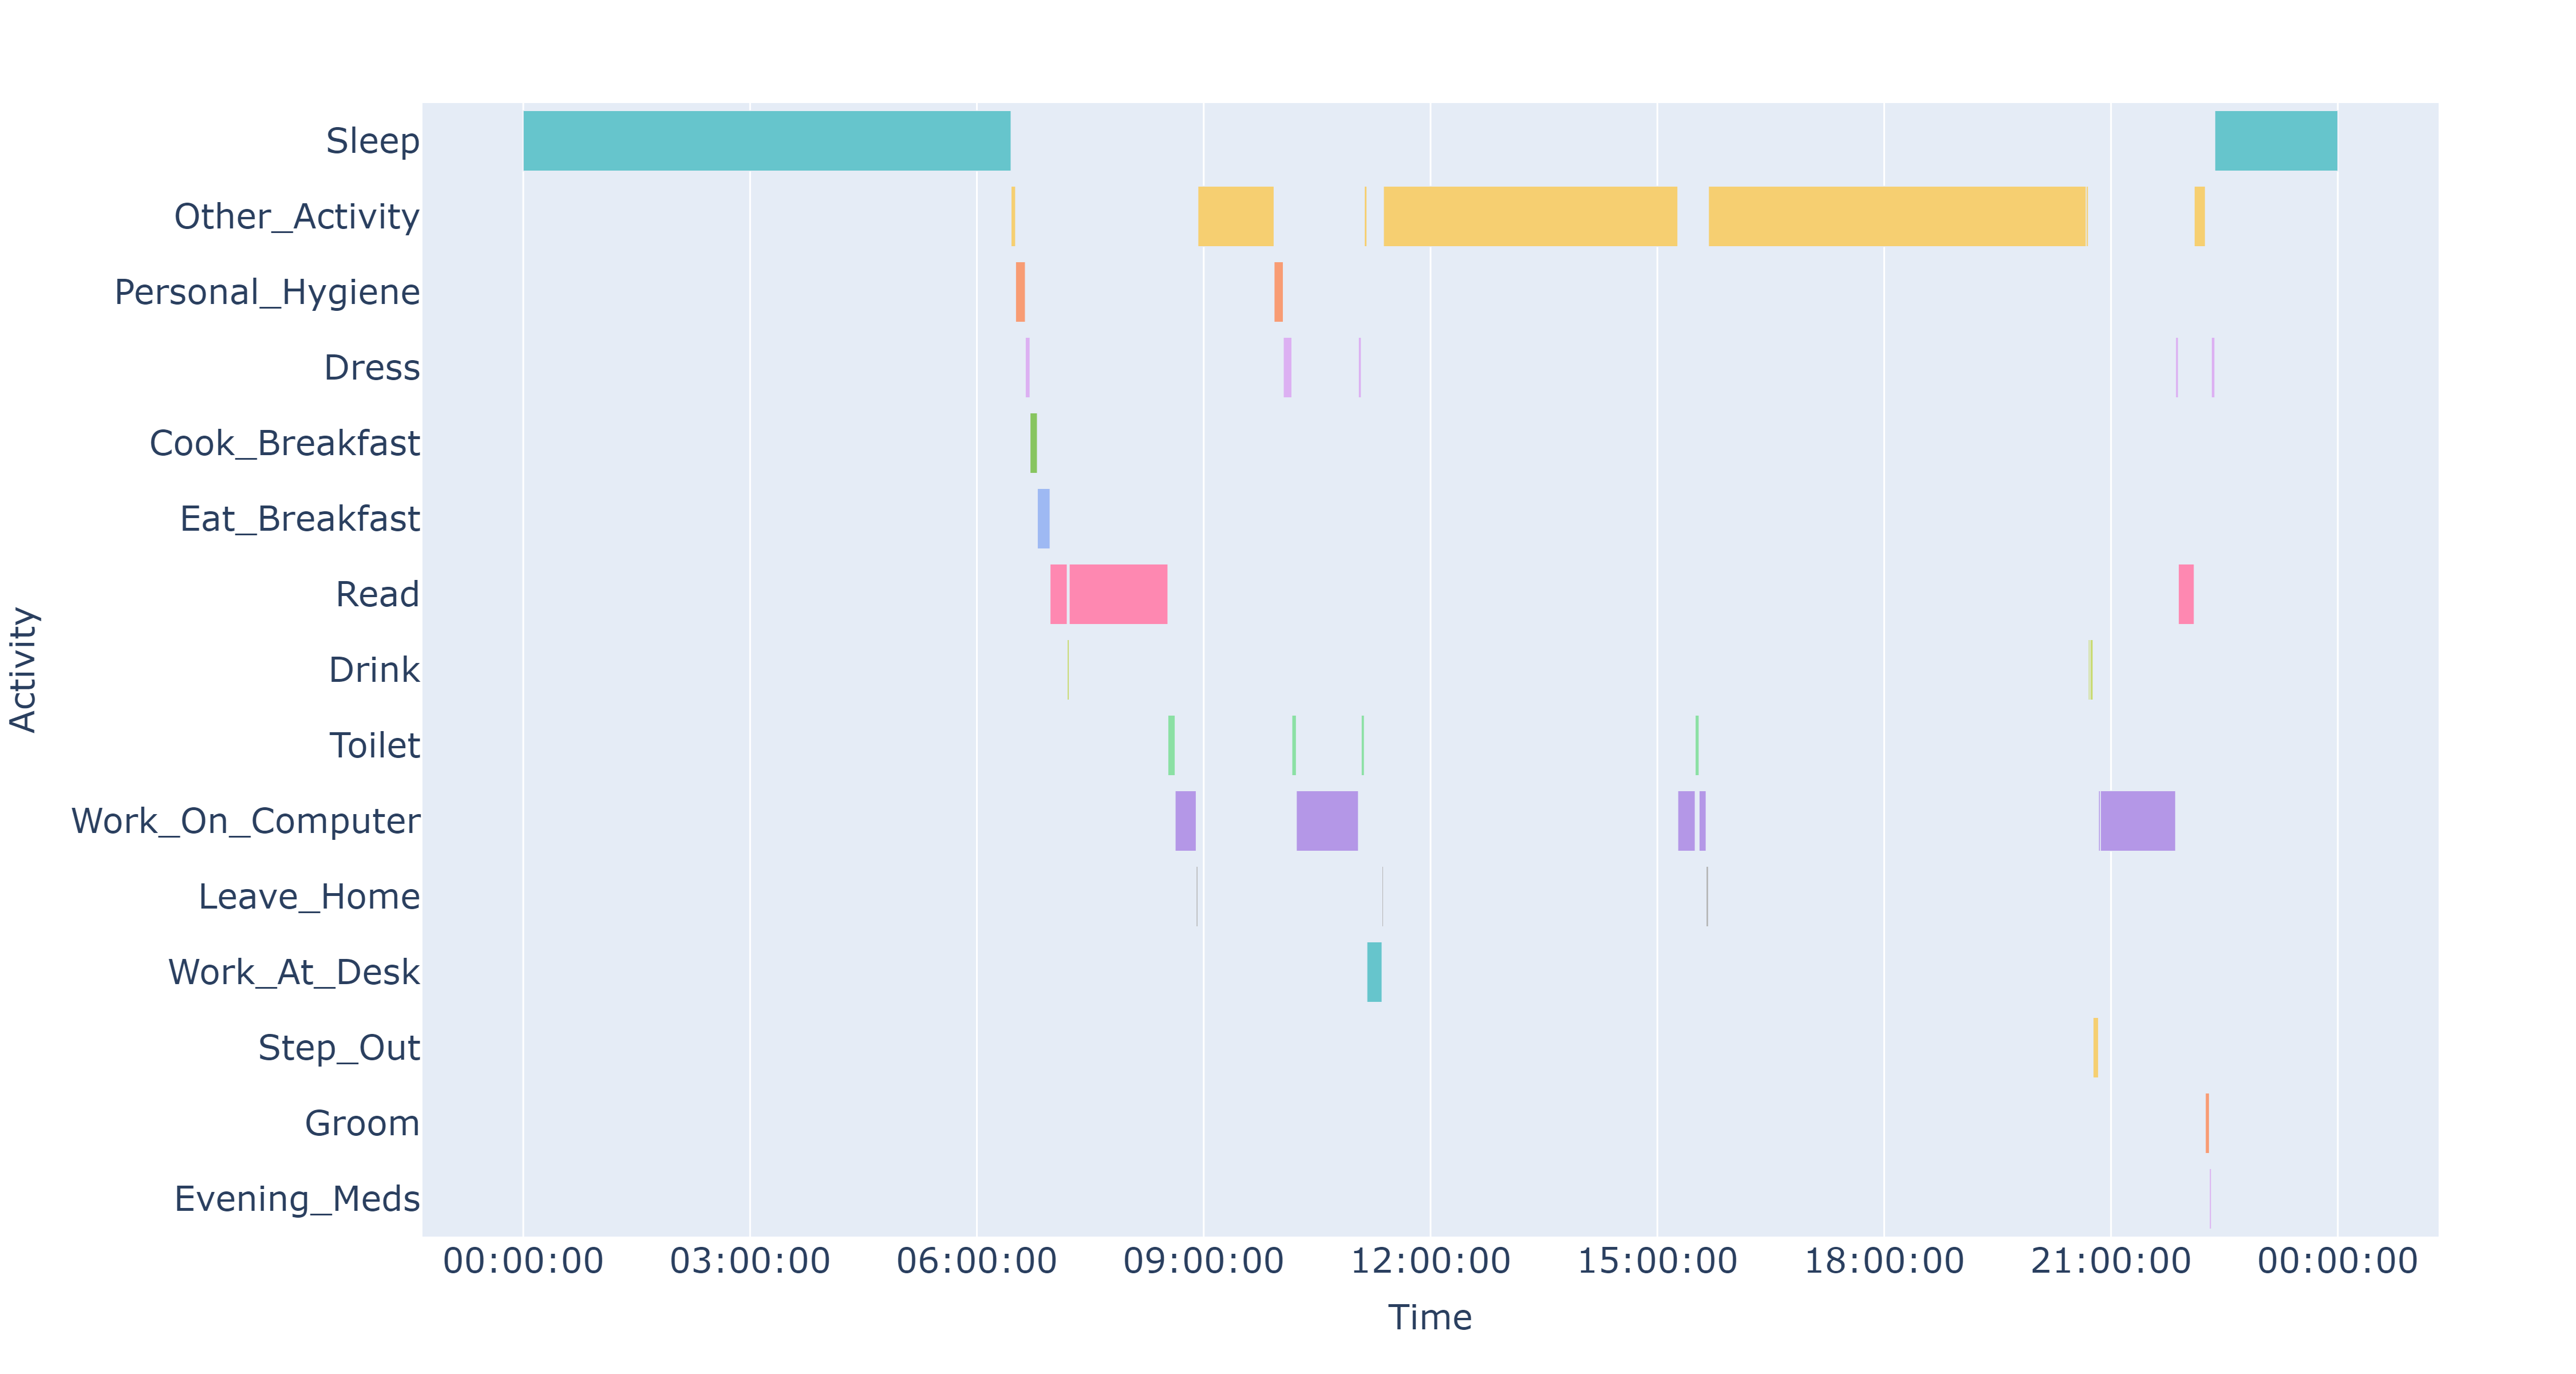 Activity
Sleep
Other_Activity
Personal_Hygiene
Dress
Cook_Breakfast
Eat_Breakfast
Read
Drink
Toilet
Work_On_Computer
Leave_Home
Work_At_Desk
Step_Out
Groom
Evening_Meds
00:00:00 03:00:00 06:00:00 09:00:00 12:00:00 15:00:00 18:00:00 21:00:00 00:00:00
Time